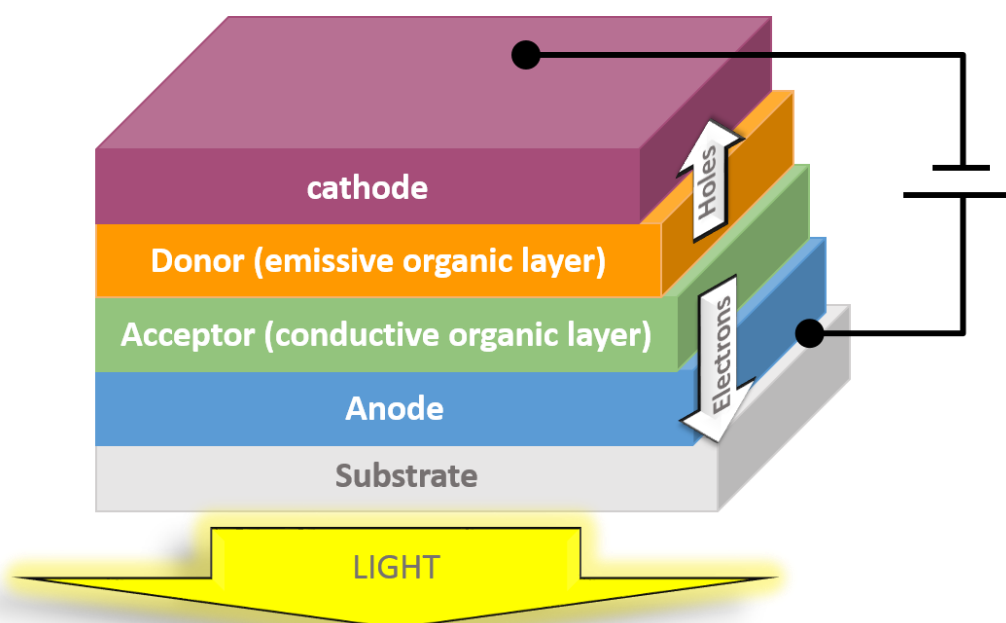 cathode
Holes
Donor (emissive organic layer)
Acceptor (conductive organic layer)
Electrons
Anode
Substrate
LIGHT